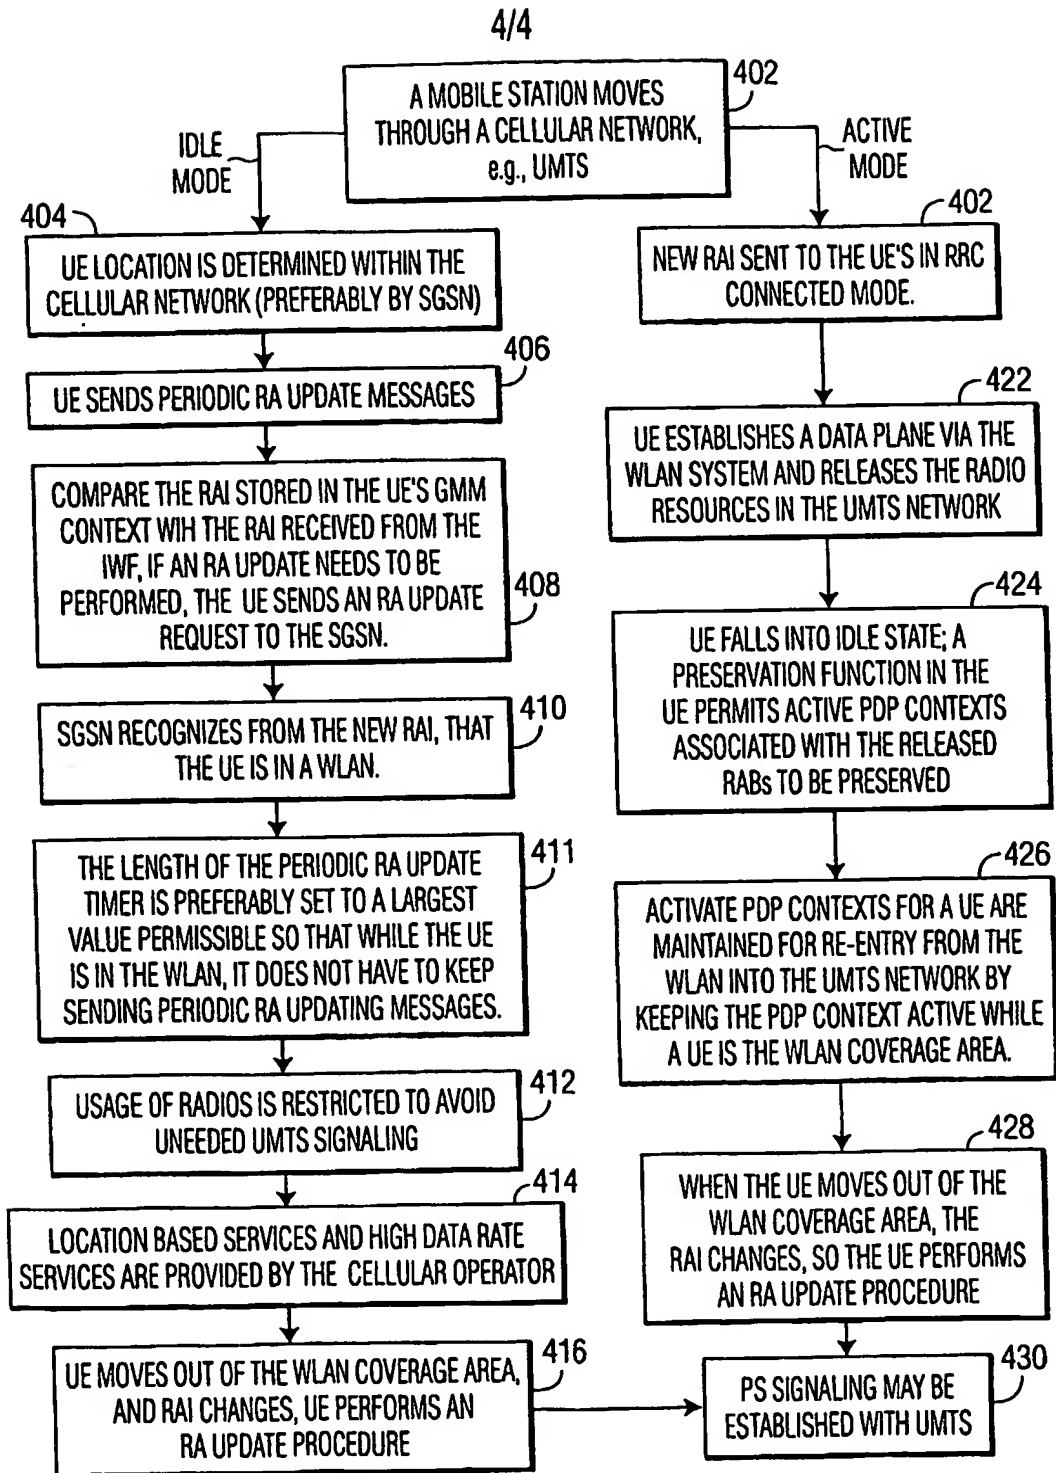 4/4
A MOBILE STATION MOVES
THROUGH A CELLULAR NETWORK,
e.g., UMTS
402
IDLE
MODE
ACTIVE
MODE
404
UE LOCATION IS DETERMINED WITHIN THE
CELLULAR NETWORK (PREFERABLY BY SGSN)
406
UE SENDS PERIODIC RA UPDATE MESSAGES
COMPARE THE RAI STORED IN THE UE'S GMM
CONTEXT WIH THE RAI RECEIVED FROM THE
IWF, IF AN RA UPDATE NEEDS TO BE
PERFORMED, THE UE SENDS AN RA UPDATE
REQUEST TO THE SGSN.
408
SGSN RECOGNIZES FROM THE NEW RAI, THAT
THE UE IS IN A WLAN.
410
THE LENGTH OF THE PERIODIC RA UPDATE
TIMER IS PREFERABLY SET TO A LARGEST
VALUE PERMISSIBLE SO THAT WHILE THE UE
IS IN THE WLAN, IT DOES NOT HAVE TO KEEP
SENDING PERIODIC RA UPDATING MESSAGES.
411
USAGE OF RADIOS IS RESTRICTED TO AVOID
UNEEDED UMTS SIGNALING
412
414
LOCATION BASED SERVICES AND HIGH DATA RATE
SERVICES ARE PROVIDED BY THE CELLULAR OPERATOR
UE MOVES OUT OF THE WLAN COVERAGE AREA,
AND RAI CHANGES, UE PERFORMS AN
RA UPDATE PROCEDURE
416
402
NEW RAI SENT TO THE UE'S IN RRC
CONNECTED MODE.
422
UE ESTABLISHES A DATA PLANE VIA THE
WLAN SYSTEM AND RELEASES THE RADIO
RESOURCES IN THE UMTS NETWORK
424
UE FALLS INTO IDLE STATE; A
PRESERVATION FUNCTION IN THE
UE PERMITS ACTIVE PDP CONTEXTS
ASSOCIATED WITH THE RELEASED
RABs TO BE PRESERVED
426
ACTIVATE PDP CONTEXTS FOR A UE ARE
MAINTAINED FOR RE-ENTRY FROM THE
WLAN INTO THE UMTS NETWORK BY
KEEPING THE PDP CONTEXT ACTIVE WHILE
A UE IS THE WLAN COVERAGE AREA.
428
WHEN THE UE MOVES OUT OF THE
WLAN COVERAGE AREA, THE
RAI CHANGES, SO THE UE PERFORMS
AN RA UPDATE PROCEDURE
430
PS SIGNALING MAY BE
ESTABLISHED WITH UMTS